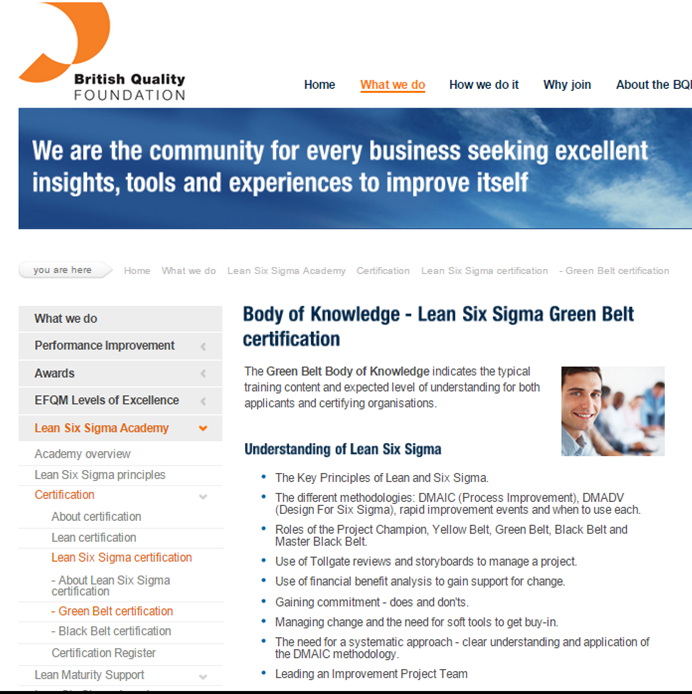 British Quality
FOUNDATION
Home What we do How we do it Why join About the BQ
We are the community for every business seeking excellent
insights, tools and experiences to improve itself
you are here Home What we do Lean Six Sigma Academy Certification Lean Six Sigma certification - Green Belt certification
What we do
Performance Improvement
Awards
EFQM Levels of Excellence
Lean Six Sigma Academy
Academy overview
Lean Six Sigma principles
Certification
About certification
Lean certification
Lean Six Sigma certification
- About Lean Six Sigma
certification
- Green Belt certification
- Black Belt certification
Certification Register
Lean Maturity Support
Body of Knowledge - Lean Six Sigma Green Belt
certification
The Green Belt Body of Knowledge indicates the typical
training content and expected level of understanding for both
applicants and certifying organisations.
Understanding of Lean Six Sigma
• The Key Principles of Lean and Six Sigma.
• The different methodologies: DMAIC (Process Improvement), DMADV
(Design For Six Sigma), rapid improvement events and when to use each.
• Roles of the Project Champion, Yellow Belt, Green Belt, Black Belt and
Master Black Belt.
• Use of Tollgate reviews and storyboards to manage a project.
• Use of financial benefit analysis to gain support for change.
• Gaining commitment - does and don'ts.
• Managing change and the need for soft tools to get buy-in.
• The need for a systematic approach - clear understanding and application of
the DMAIC methodology.
• Leading an Improvement Project Team